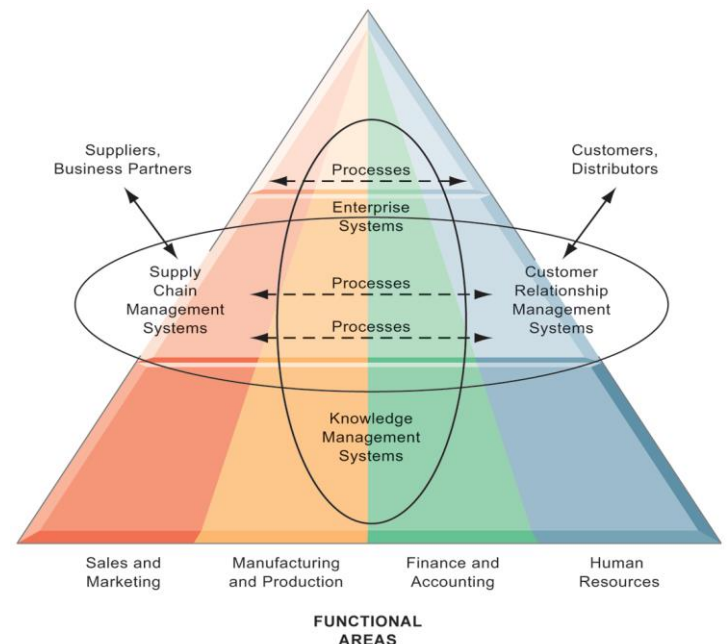 Suppliers,
Business Partners
Customers,
Distributors
Processes
Enterprise
Systems
Supply
Chain
Management
Systems
Processes
Processes
Customer
Relationship
Management
Systems
Knowledge
Management
Systems
Sales and
Marketing
Manufacturing
and Production
Finance and
Accounting
Human
Resources
FUNCTIONAL
AREAS